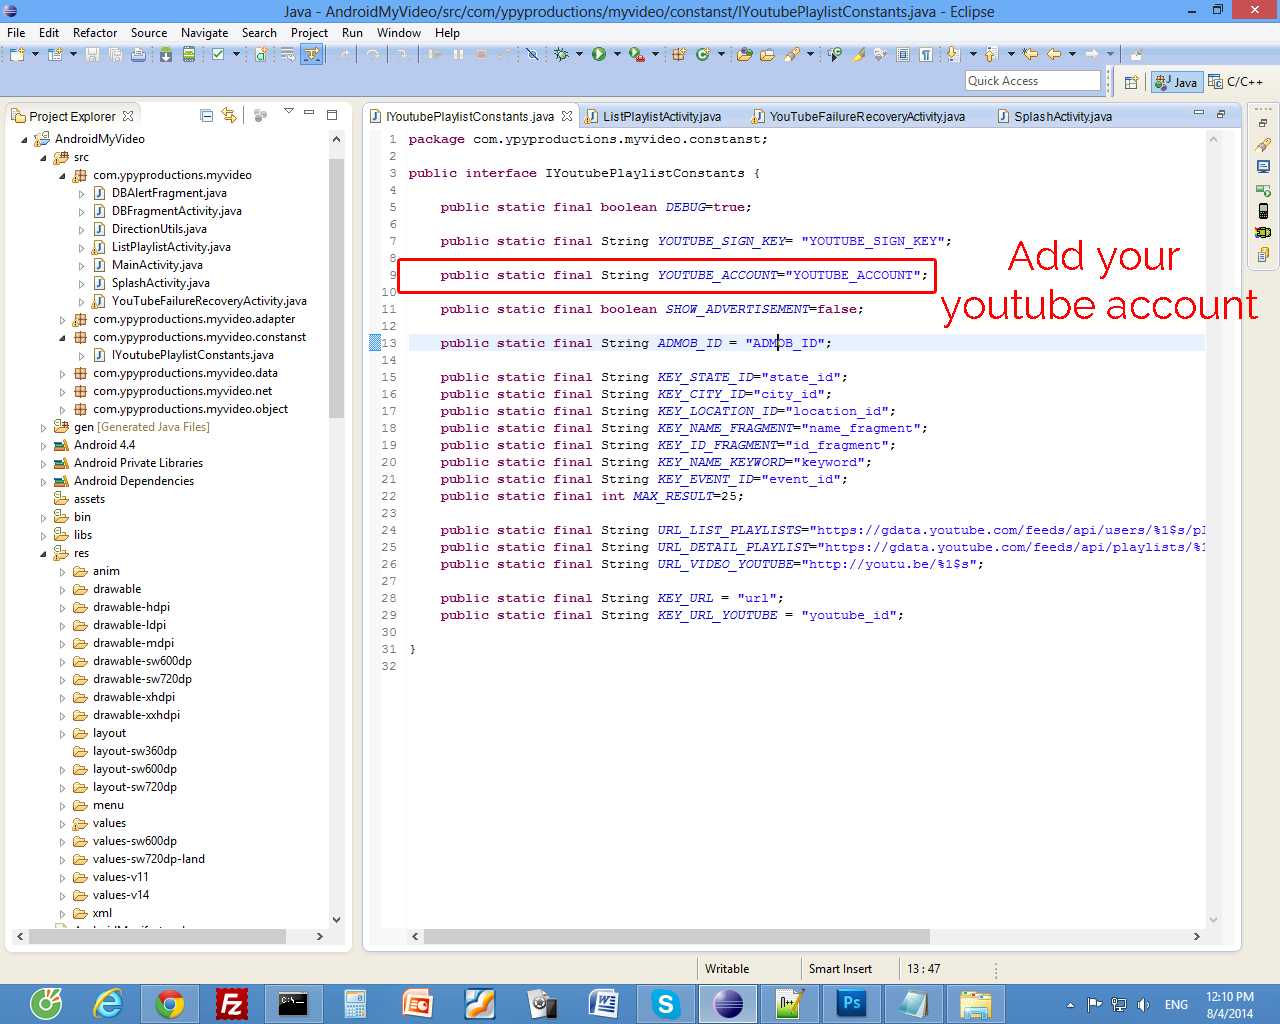 Java - AndroidMyVideo/src/com/ypyproductions/myvideo/constanst/IYoutubePlaylistConstants.java - Eclipse
File Edit Refactor Source Navigate Search Project Run Window Help
Quick Access
Java
C/C++
Project Explorer
AndroidMyVideo
src
com.ypyproductions.myvideo
DBAlertFragment.java
DBFragmentActivity.java
DirectionUtils.java
ListPlaylistActivity.java
MainActivity.java
SplashActivity.java
YouTubeFailureRecoveryActivity.java
com.ypyproductions.myvideo.adapter
com.ypyproductions.myvideo.constanst
IYoutubePlaylistConstants.java
com.ypyproductions.myvideo.data
com.ypyproductions.myvideo.net
com.ypyproductions.myvideo.object
gen [Generated Java Files]
Android 4.4
Android Private Libraries
Android Dependencies
assets
bin
libs
res
anim
drawable
drawable-hdpi
drawable-ldpi
drawable-mdpi
drawable-sw600dp
drawable-sw720dp
drawable-xhdpi
drawable-xxhdpi
layout
layout-sw360dp
layout-sw600dp
layout-sw720dp
menu
values
values-sw600dp
values-sw720dp-land
values-v11
values-v14
xml
IYoutubePlaylistConstants.java ListPlaylistActivity.java YouTubeFailureRecoveryActivity.java SplashActivity.java
1 package com.ypyproductions.myvideo.constanst;
2
3 public interface IYoutubePlaylistConstants {
4
5 public static final boolean DEBUG=true;
6
7 public static final String YOUTUBE_SIGN_KEY= "YOUTUBE_SIGN_KEY";
8
9 public static final String YOUTUBE_ACCOUNT="YOUTUBE_ACCOUNT";
10
11 public static final boolean SHOW_ADVERTISEMENT=false;
12
13 public static final String ADMOB_ID = "ADMOB_ID";
14
15 public static final String KEY_STATE_ID="state_id";
16 public static final String KEY_CITY_ID="city_id";
17 public static final String KEY_LOCATION_ID="location_id";
18 public static final String KEY_NAME_FRAGMENT="name_fragment";
19 public static final String KEY_ID_FRAGMENT="id_fragment";
20 public static final String KEY_NAME_KEYWORD="keyword";
21 public static final String KEY_EVENT_ID="event_id";
22 public static final int MAX_RESULT=25;
23
24 public static final String URL_LIST_PLAYLISTS="https://gdata.youtube.com/feeds/api/users/%1$s/pl
25 public static final String URL_DETAIL_PLAYLIST="https://gdata.youtube.com/feeds/api/playlists/%1
26 public static final String URL_VIDEO_YOUTUBE="http://youtu.be/%1$s";
27
28 public static final String KEY_URL = "url";
29 public static final String KEY_URL_YOUTUBE = "youtube_id";
30
31 }
32
Add your
youtube account
Writable Smart Insert 13 : 47
ENG
12:10 PM
8/4/2014